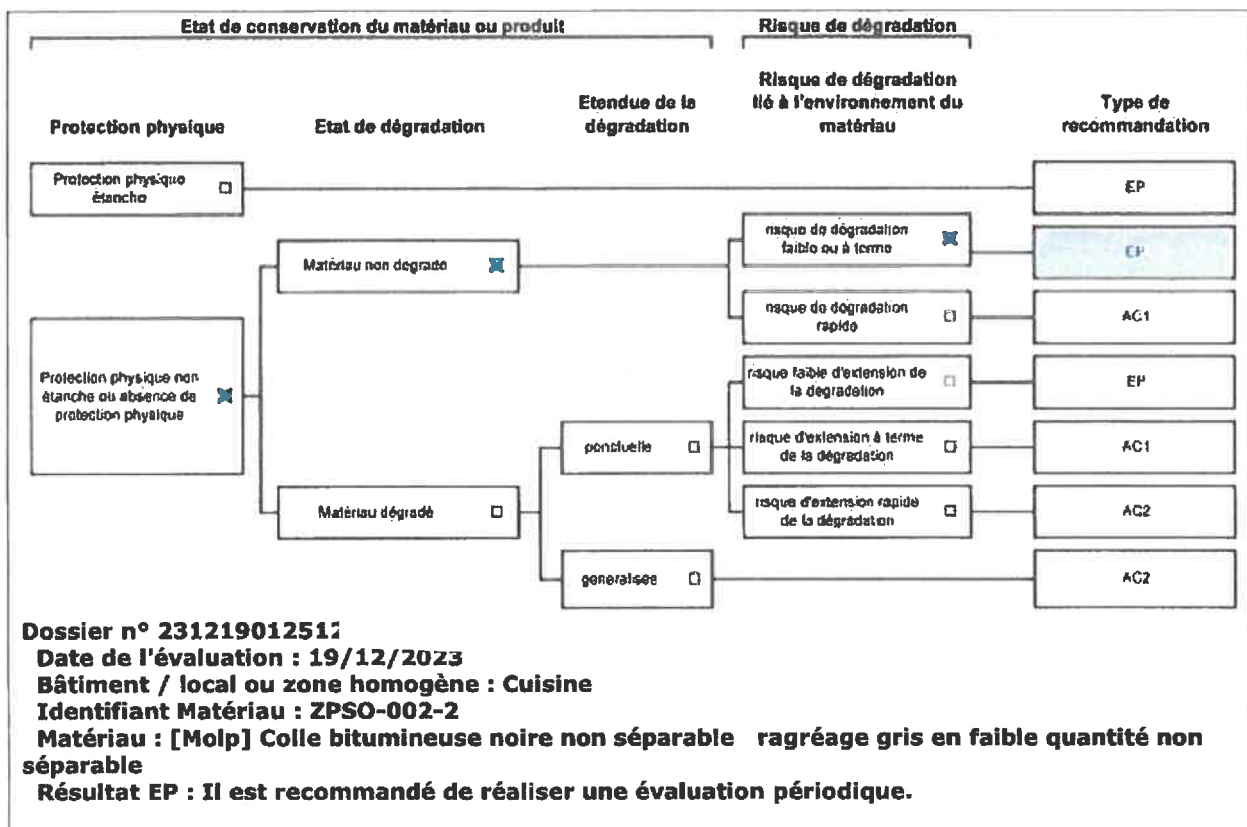 Etat de conservation du matériau ou produit
Risque de dégradation
Protection physique
Etat de dégradation
Etendue de la
dégradation
Risque de dégradation
lié à l'environnement du
matériau
Type de
recommandation
Protection physique
étanche
EP
Matériau non dégradé
risque de dégradation
faible ou à terme
EP
risque de dégradation
rapide
AC1
Protection physique non
étanche ou absence de
protection physique
risque faible d'extension de
la dégradation
EP
ponctuelle
risque d'extension à terme
de la dégradation
AC1
Matériau dégradé
risque d'extension rapide
de la dégradation
AC2
généralisée
AC2
Dossier n° 23121901251
Date de l'évaluation : 19/12/2023
Bâtiment / local ou zone homogène : Cuisine
Identifiant Matériau : ZPSO-002-2
Matériau : [Molp] Colle bitumineuse noire non séparable ragréage gris en faible quantité non
séparable
Résultat EP : Il est recommandé de réaliser une évaluation périodique.